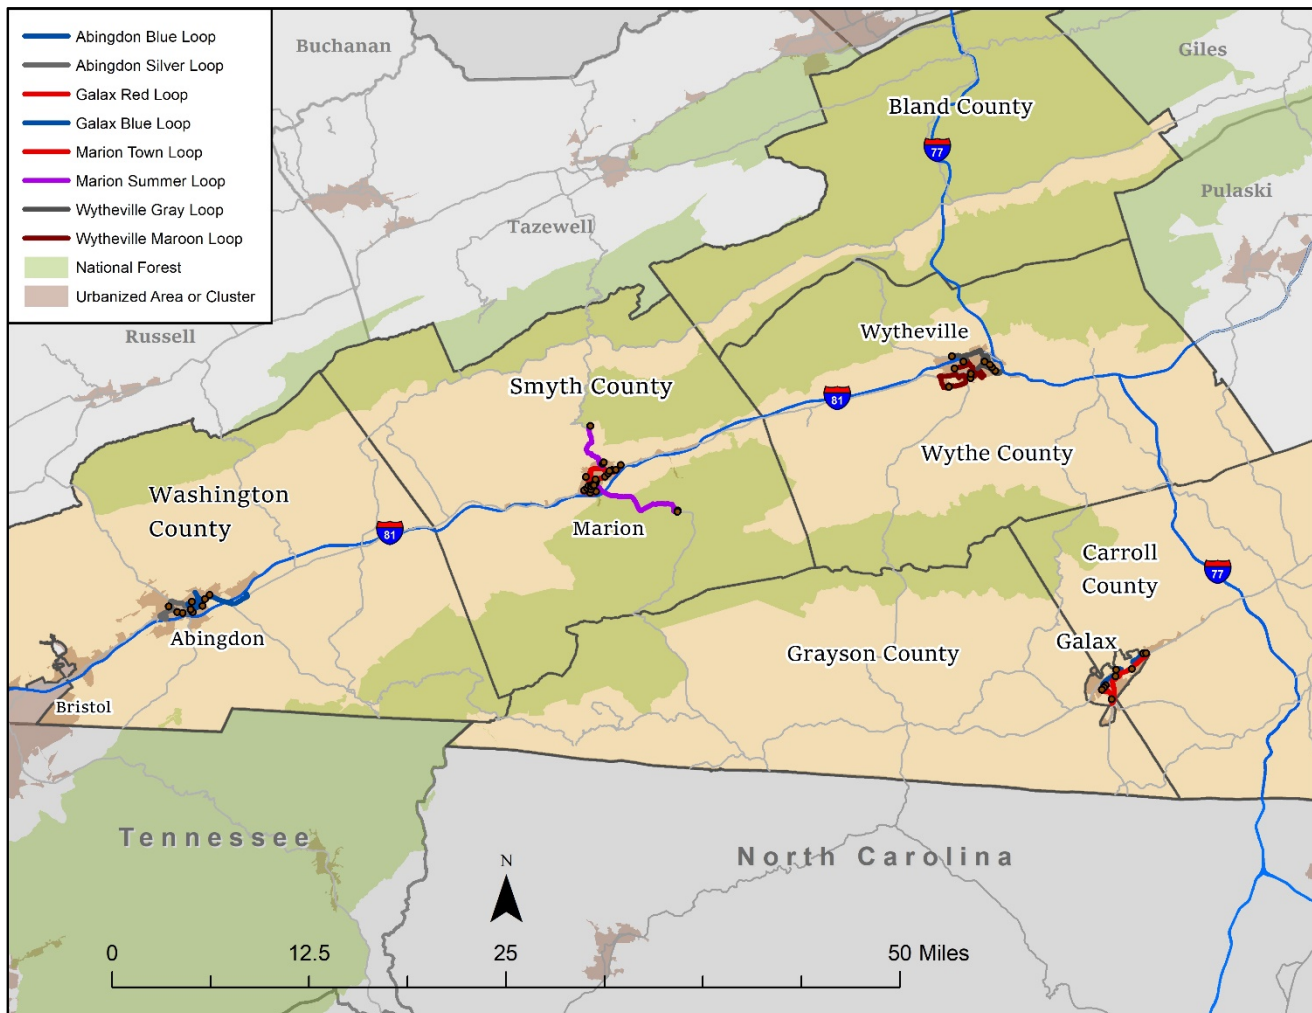 Abingdon Blue Loop
Abingdon Silver Loop
Galax Red Loop
Galax Blue Loop
Marion Town Loop
Marion Summer Loop
Wytheville Gray Loop
Wytheville Maroon Loop
National Forest
Urbanized Area or Cluster
Buchanan
Giles
Bland County
77
Pulaski
Tazewell
Russell
Wytheville
Smyth County
81
Wythe County
Washington
County
Marion
81
Carroll
County
77
Abingdon
Galax
Grayson County
Bristol
Tennessee
North Carolina
N
0 12.5 25 50 Miles